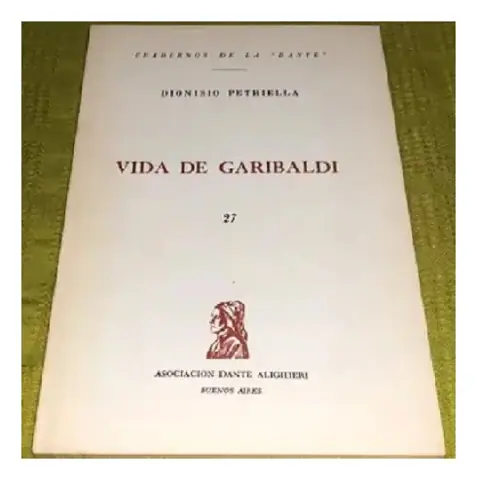 CUADERNOS DE LA "DANTE"
DIONISIO PETRIELLA
VIDA DE GARIBALDI
27
ASOCIACION DANTE ALIGHIERI
BUENOS AIRES